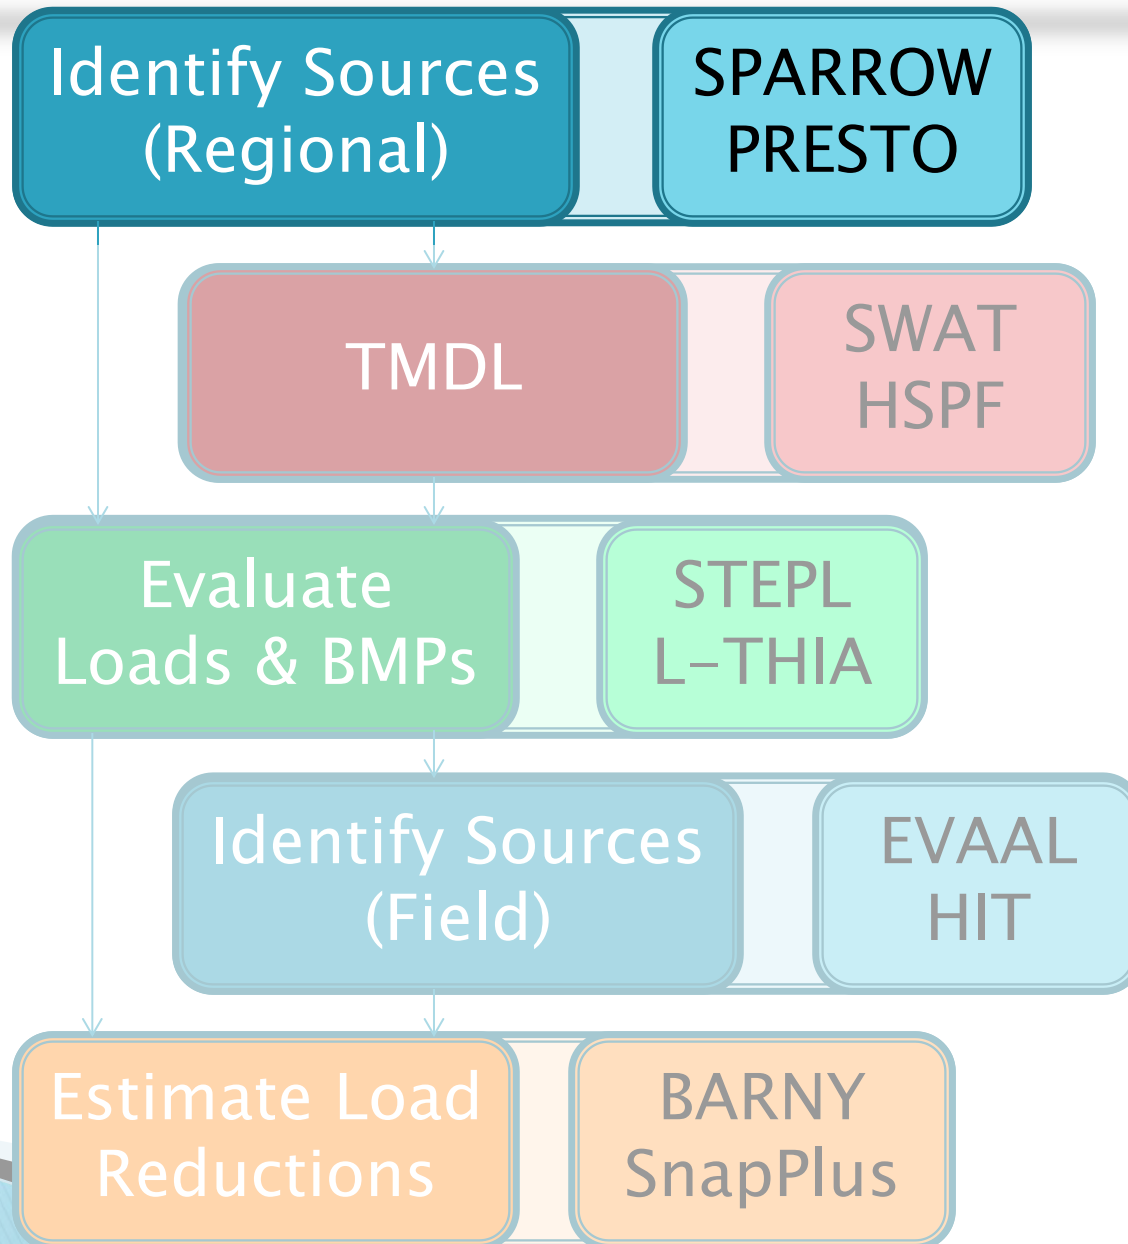 Identify Sources
(Regional)
SPARROW
PRESTO
TMDL
SWAT
HSPF
Evaluate
Loads & BMPs
STEPL
L-THIA
Identify Sources
(Field)
EVAAL
HIT
Estimate Load
Reductions
BARNY
SnapPlus